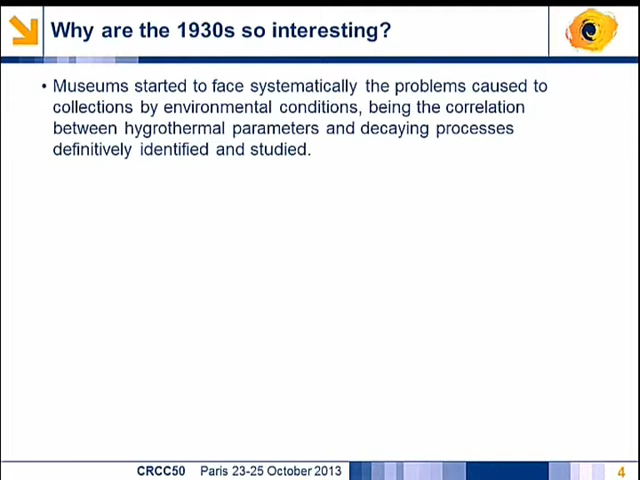 Why are the 1930s so interesting?
• Museums started to face systematically the problems caused to
collections by environmental conditions, being the correlation
between hygrothermal parameters and decaying processes
definitively identified and studied.
CRCC50 Paris 23-25 October 2013
4